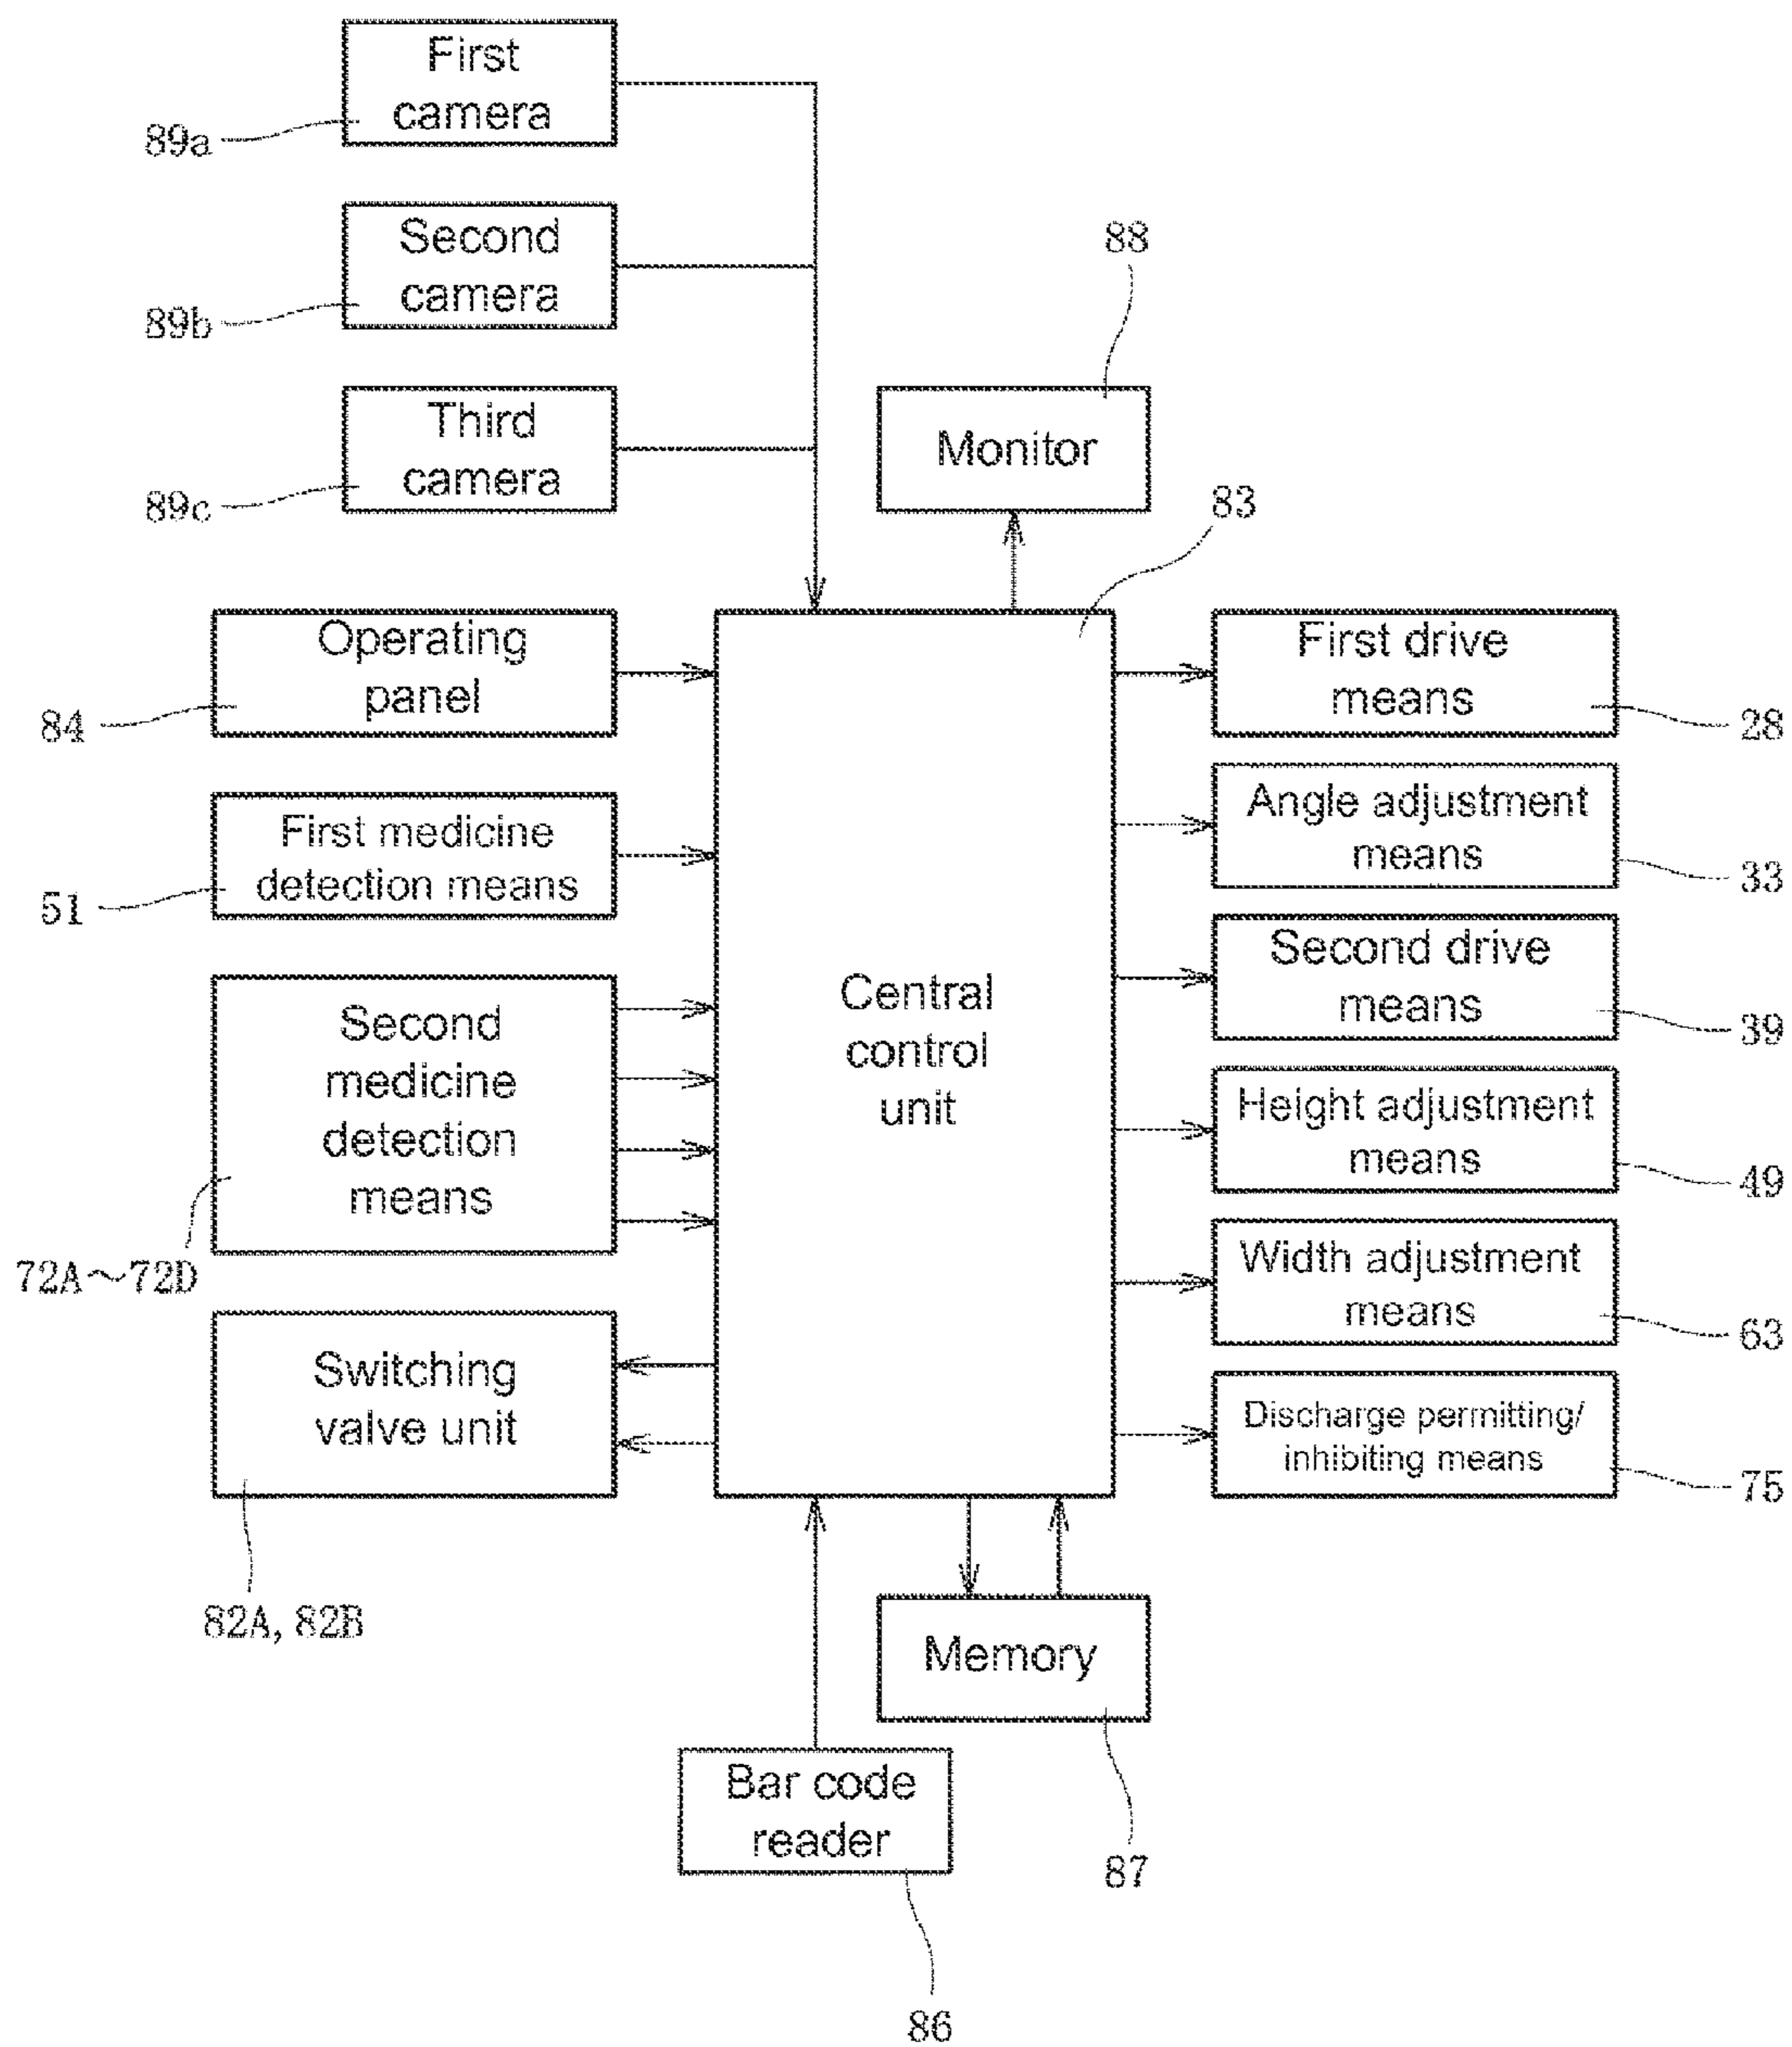 First
camera
89a
Second
camera
89b
Third
camera
89c
88
Monitor
83
Operating
panel
84
First medicine
detection means
51
Second
medicine
detection
means
72A～72D
Switching
valve unit
82A, 82B
Central
control
unit
First drive
means
28
Angle adjustment
means
33
Second drive
means
39
Height adjustment
means
49
Width adjustment
means
63
Discharge permitting/
inhibiting means
75
Memory
87
Bar code
reader
86